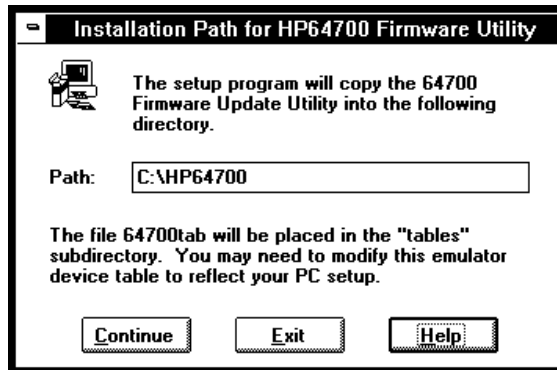 Installation Path for HP64700 Firmware Utility
The setup program will copy the 64700
Firmware Update Utility into the following
directory.
Path: C:\HP64700
The file 64700tab will be placed in the "tables"
subdirectory. You may need to modify this emulator
device table to reflect your PC setup.
Continue Exit Help